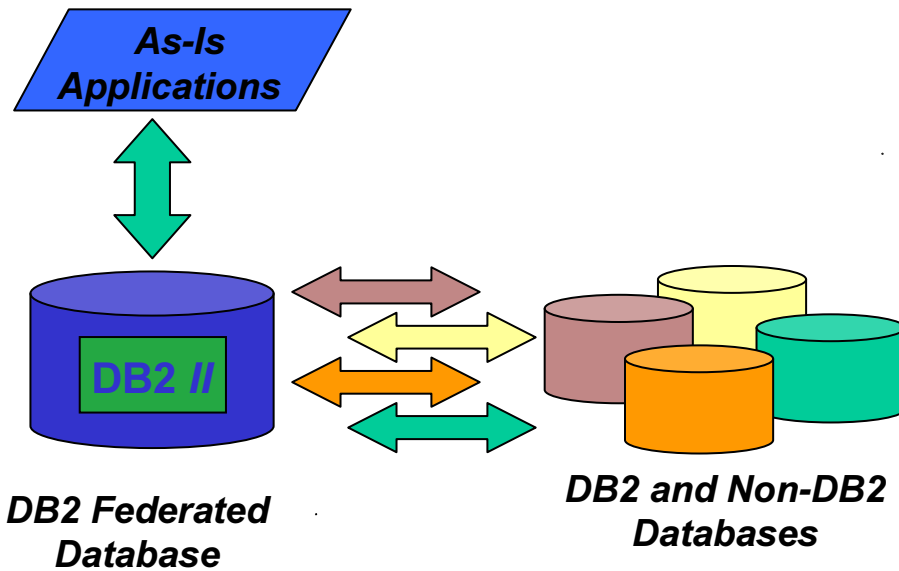 As-Is
Applications
DB2 II
DB2 Federated
Database
DB2 and Non-DB2
Databases